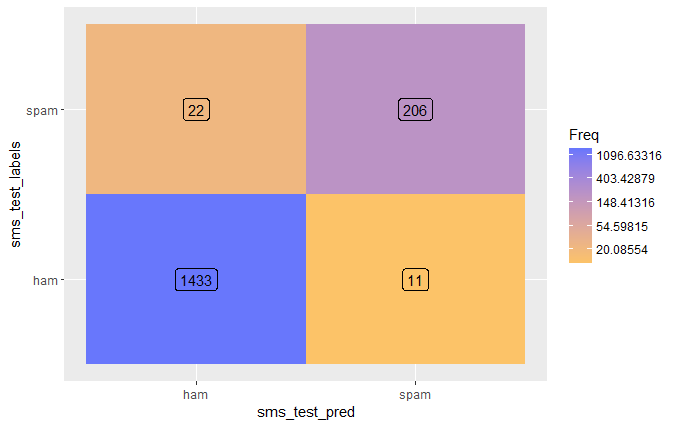 spam
22
206
sms_test_labels
ham
1433
11
ham
spam
sms_test_pred
Freq
1096.63316
403.42879
148.41316
54.59815
20.08554